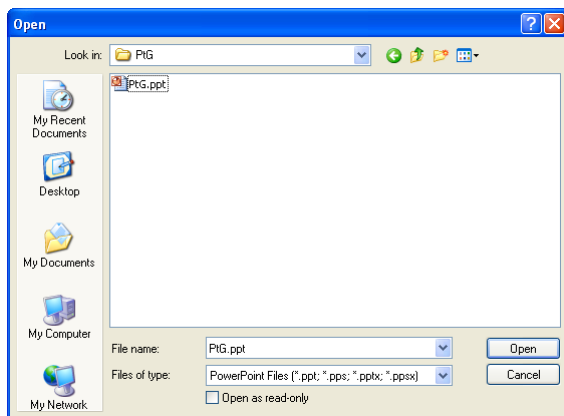 Open
Look in:
PtG
PtG.ppt
My Recent
Documents
Desktop
My Documents
My Computer
My Network
File name:
PtG.ppt
Open
Files of type:
PowerPoint Files (*.ppt; *.pps; *.pptx; *.ppsx)
Cancel
Open as read-only